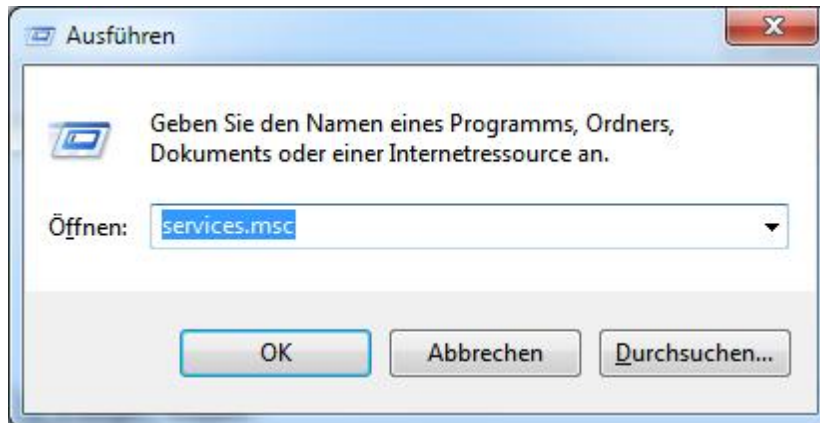 Ausführen
Geben Sie den Namen eines Programms, Ordners,
Dokuments oder einer Internetressource an.
Öffnen: services.msc
OK Abbrechen Durchsuchen...